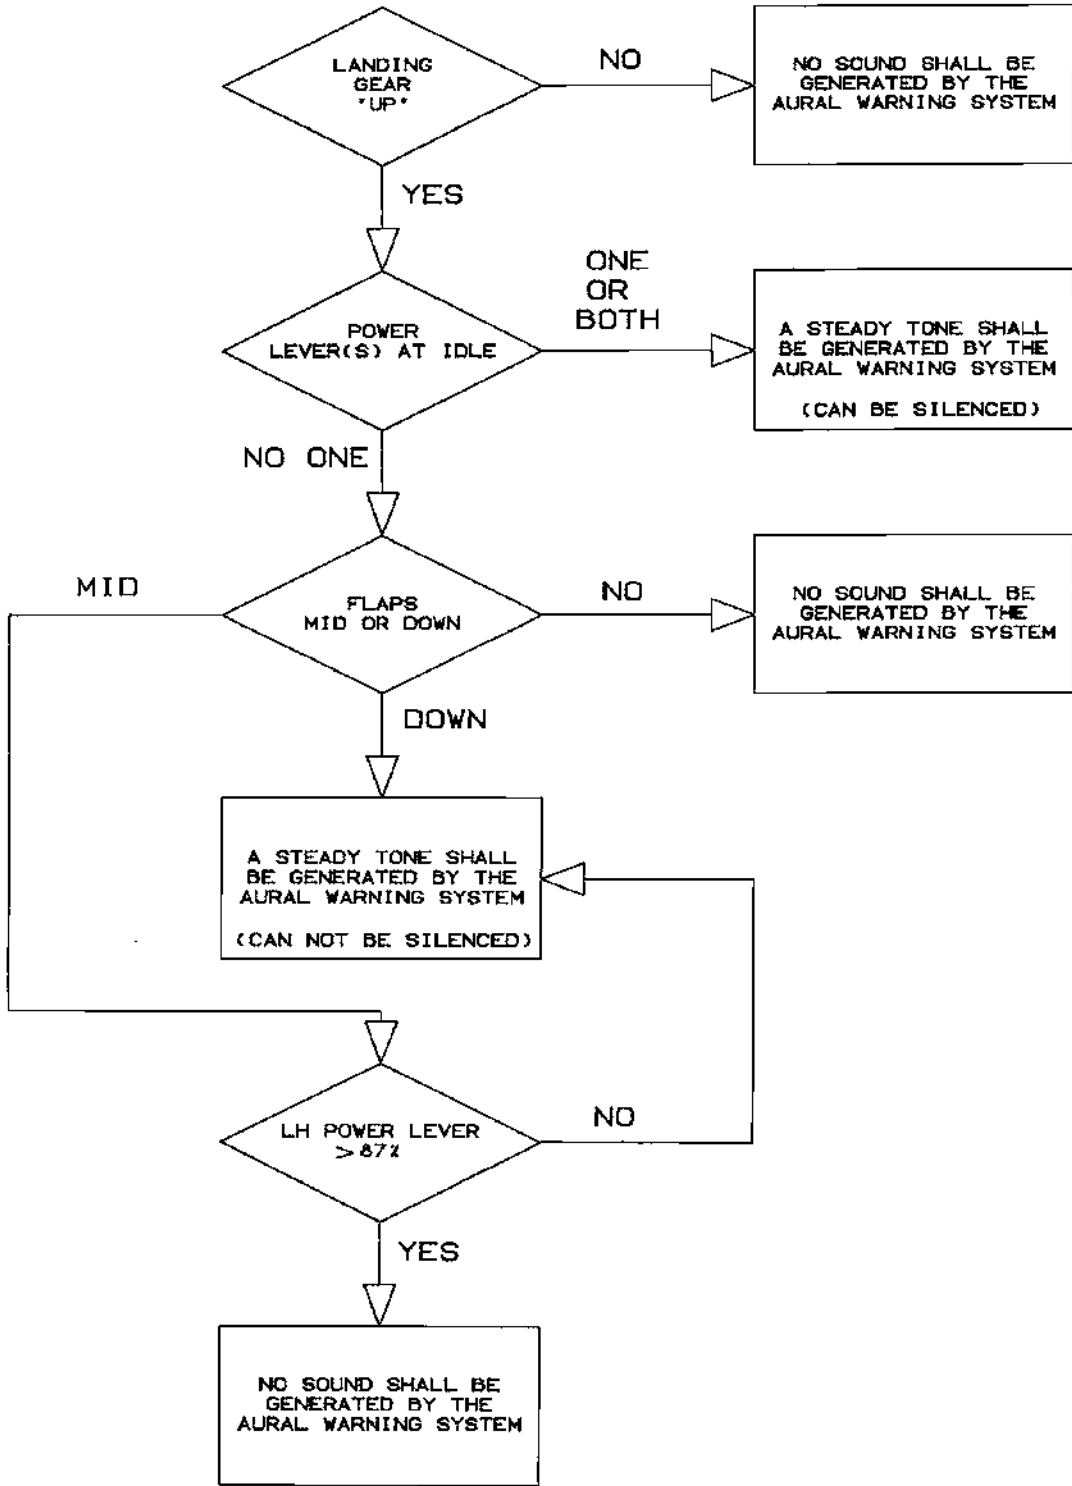 LANDING
GEAR
"UP"
NO
NO SOUND SHALL BE
GENERATED BY THE
AURAL WARNING SYSTEM
YES
POWER
LEVER(S) AT IDLE
ONE
OR
BOTH
A STEADY TONE SHALL
BE GENERATED BY THE
AURAL WARNING SYSTEM
(CAN BE SILENCED)
NO ONE
FLAPS
MID OR DOWN
MID
NO
NO SOUND SHALL BE
GENERATED BY THE
AURAL WARNING SYSTEM
DOWN
A STEADY TONE SHALL
BE GENERATED BY THE
AURAL WARNING SYSTEM
(CAN NOT BE SILENCED)
LH POWER LEVER
>87%
NO
YES
NO SOUND SHALL BE
GENERATED BY THE
AURAL WARNING SYSTEM